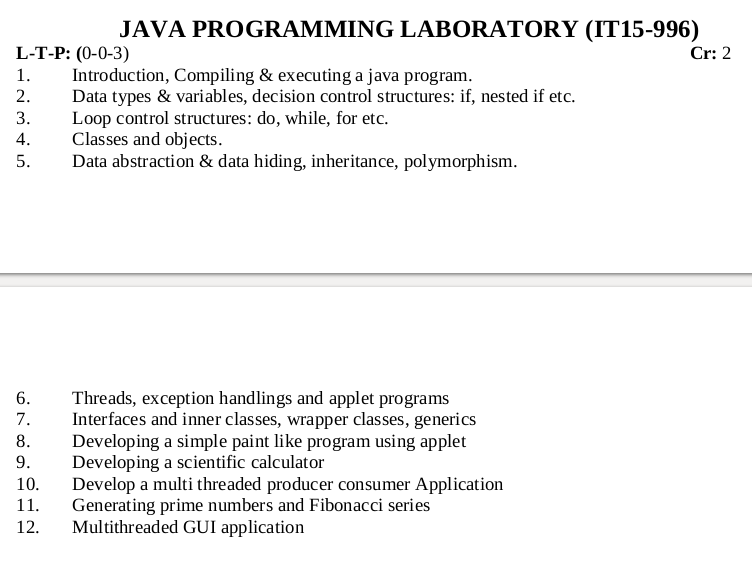 JAVA PROGRAMMING LABORATORY (IT15-996)
L-T-P: (0-0-3) Cr: 2
1. Introduction, Compiling & executing a java program.
2. Data types & variables, decision control structures: if, nested if etc.
3. Loop control structures: do, while, for etc.
4. Classes and objects.
5. Data abstraction & data hiding, inheritance, polymorphism.
6. Threads, exception handlings and applet programs
7. Interfaces and inner classes, wrapper classes, generics
8. Developing a simple paint like program using applet
9. Developing a scientific calculator
10. Develop a multi threaded producer consumer Application
11. Generating prime numbers and Fibonacci series
12. Multithreaded GUI application